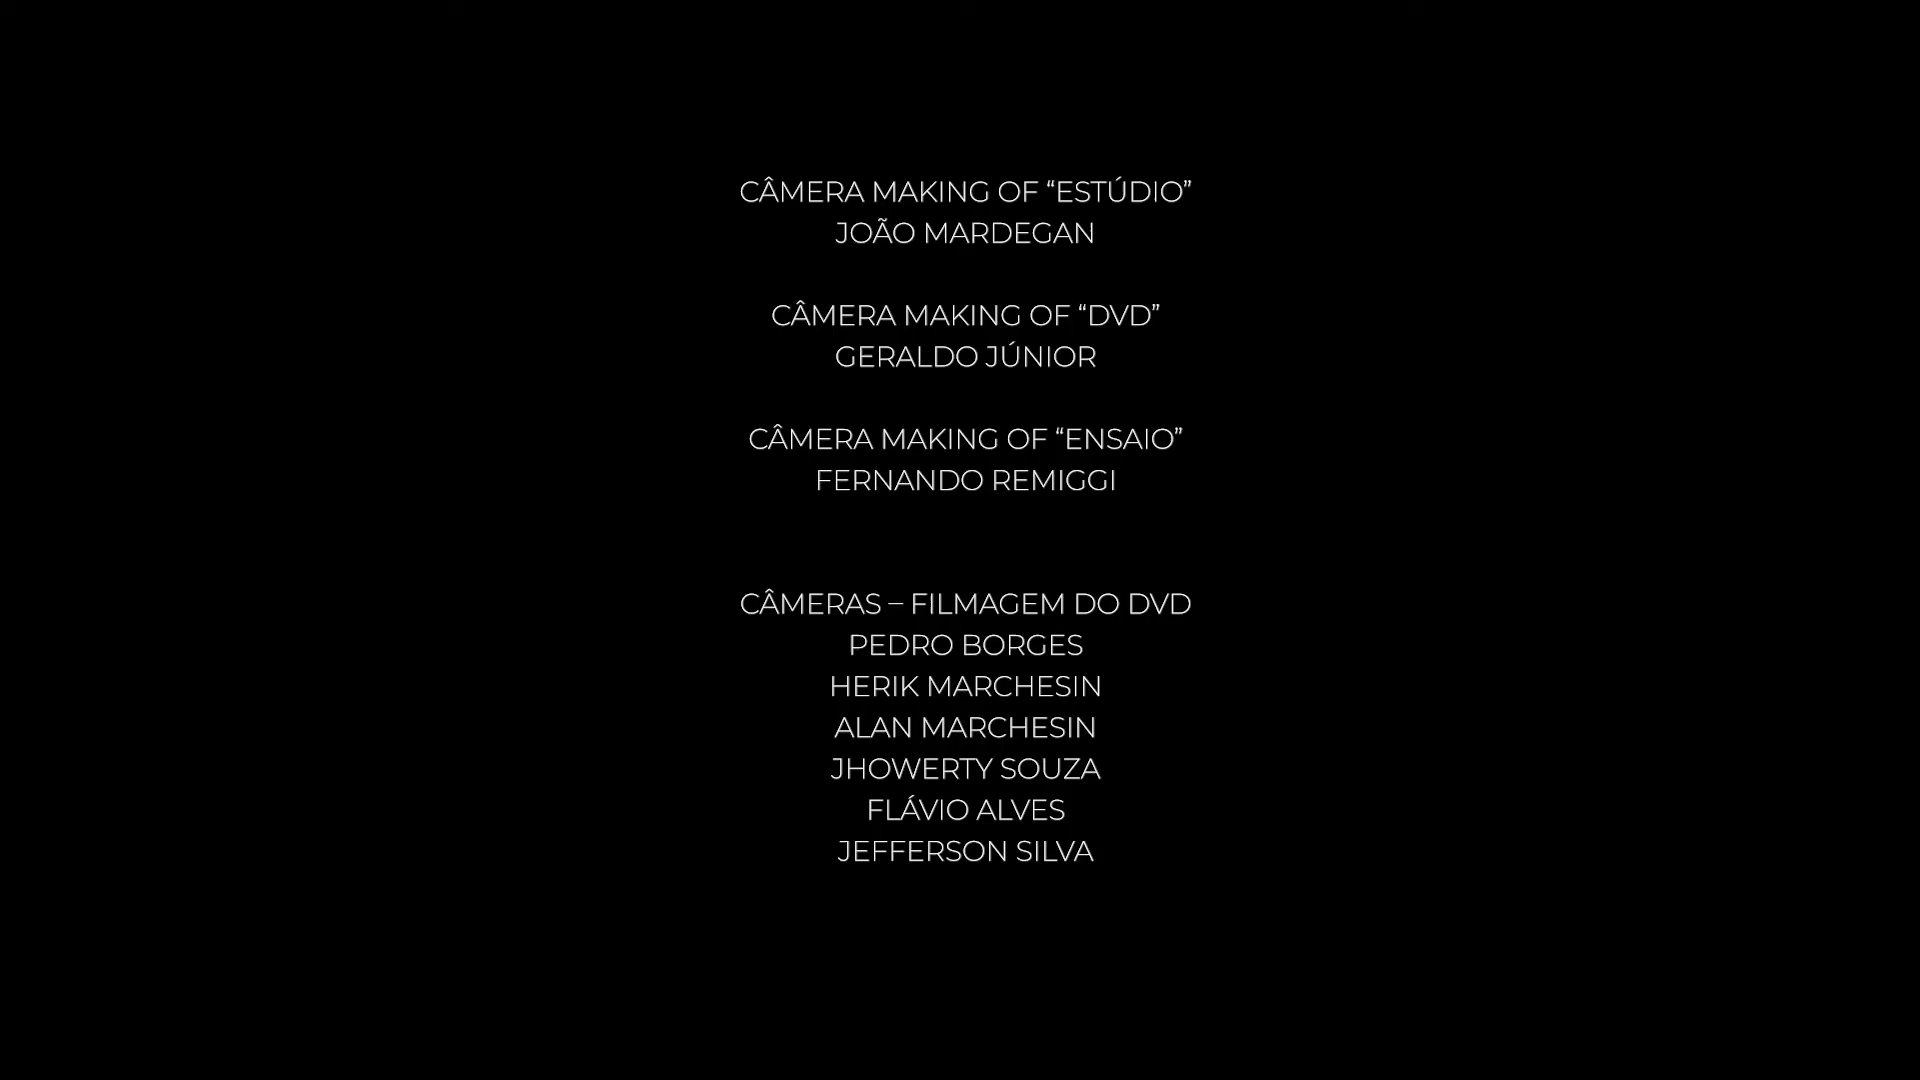 CÂMERA MAKING OF “ESTÚDIO”
JOÃO MARDEGAN
CÂMERA MAKING OF “DVD”
GERALDO JÚNIOR
CÂMERA MAKING OF “ENSAIO”
FERNANDO REMIGGI
CÂMERAS – FILMAGEM DO DVD
PEDRO BORGES
HERIK MARCHESIN
ALAN MARCHESIN
JHOWERTY SOUZA
FLÁVIO ALVES
JEFFERSON SILVA